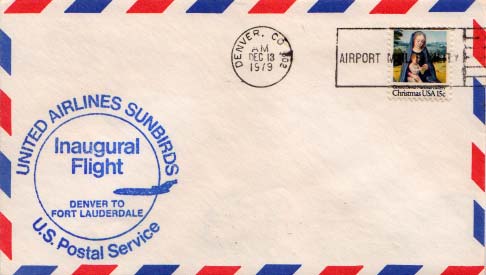 DENVER, CO 802
AM
DEC 13
1979
AIRPORT M
Christmas USA 15c
UNITED AIRLINES SUNBIRDS
Inaugural
Flight
DENVER TO
FORT LAUDERDALE
U.S. Postal Service